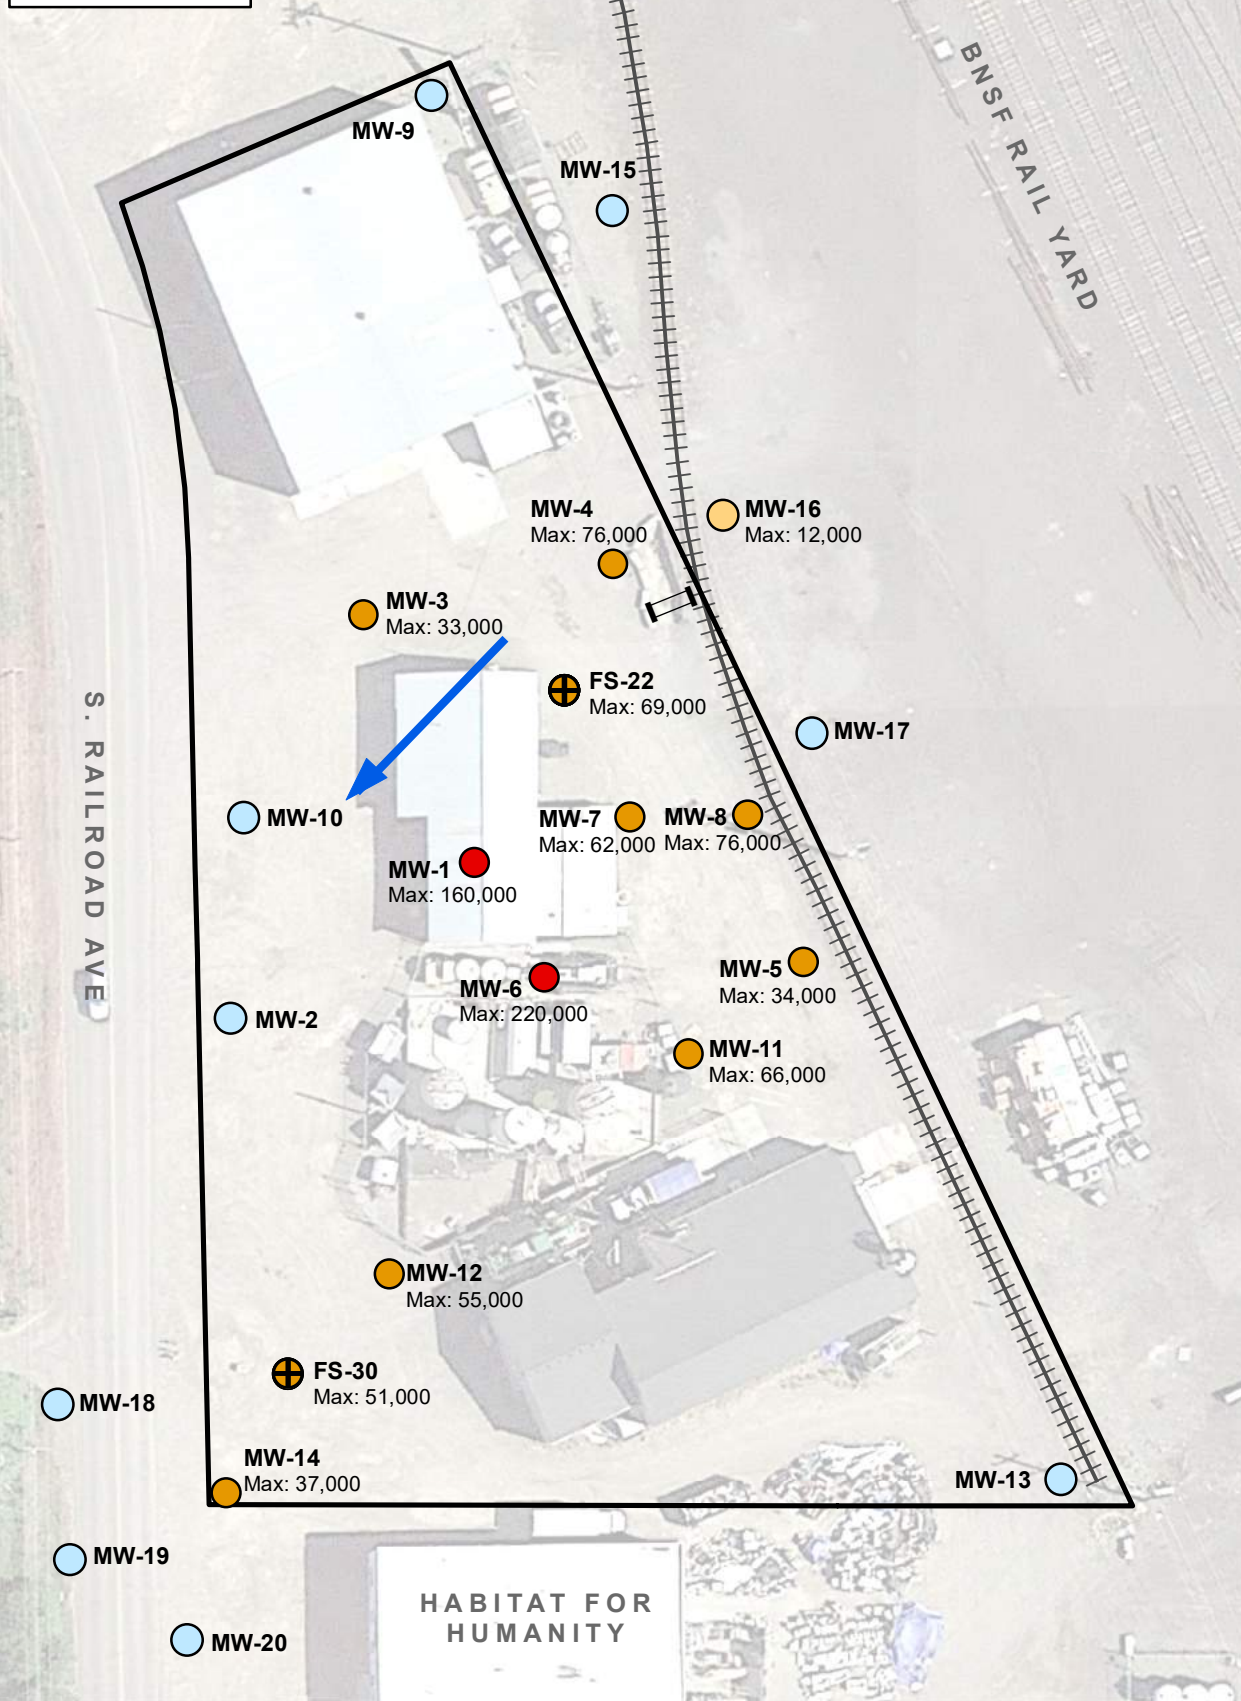 MW-9
BNSF RAIL YARD
MW-15
MW-4
Max: 76,000
MW-16
Max: 12,000
MW-3
Max: 33,000
FS-22
Max: 69,000
S. RAILROAD AVE
MW-17
MW-10
MW-7
Max: 62,000
MW-8
Max: 76,000
MW-1
Max: 160,000
MW-5
Max: 34,000
MW-6
Max: 220,000
MW-2
MW-11
Max: 66,000
MW-12
Max: 55,000
FS-30
Max: 51,000
MW-18
MW-14
Max: 37,000
MW-13
MW-19
HABITAT FOR
HUMANITY
MW-20